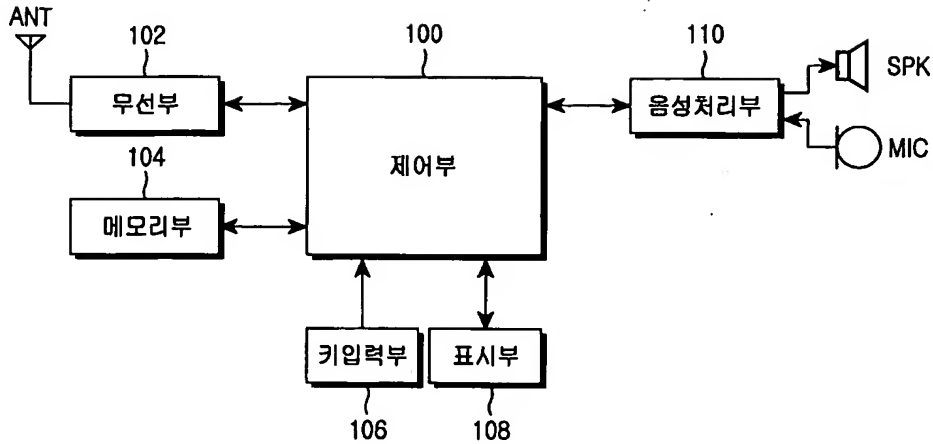 ANT
102
100
110
무선부
음성처리부
SPK
MIC
104
제어부
메모리부
키입력부
표시부
106
108